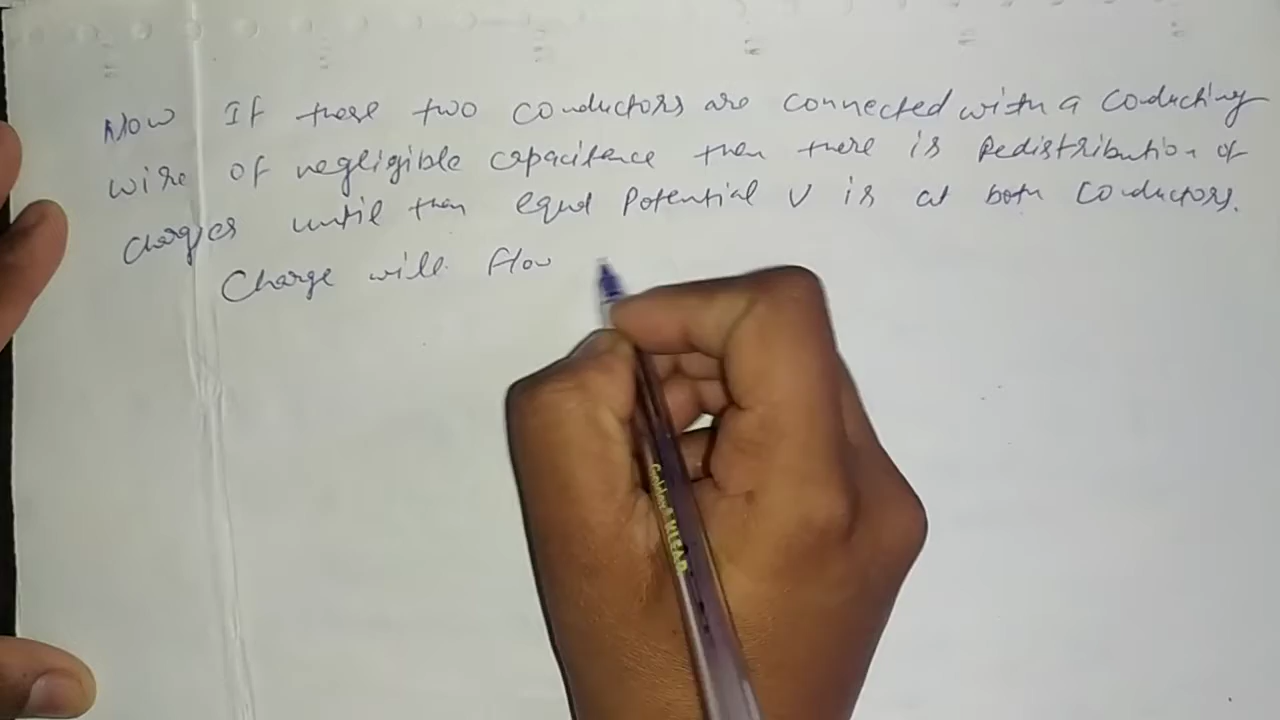 Now If these two conductors are connected with a conducting
wire of negligible capacitance then there is Redistribution of
charges until then equal Potential V is at both conductors.
Charge will flow